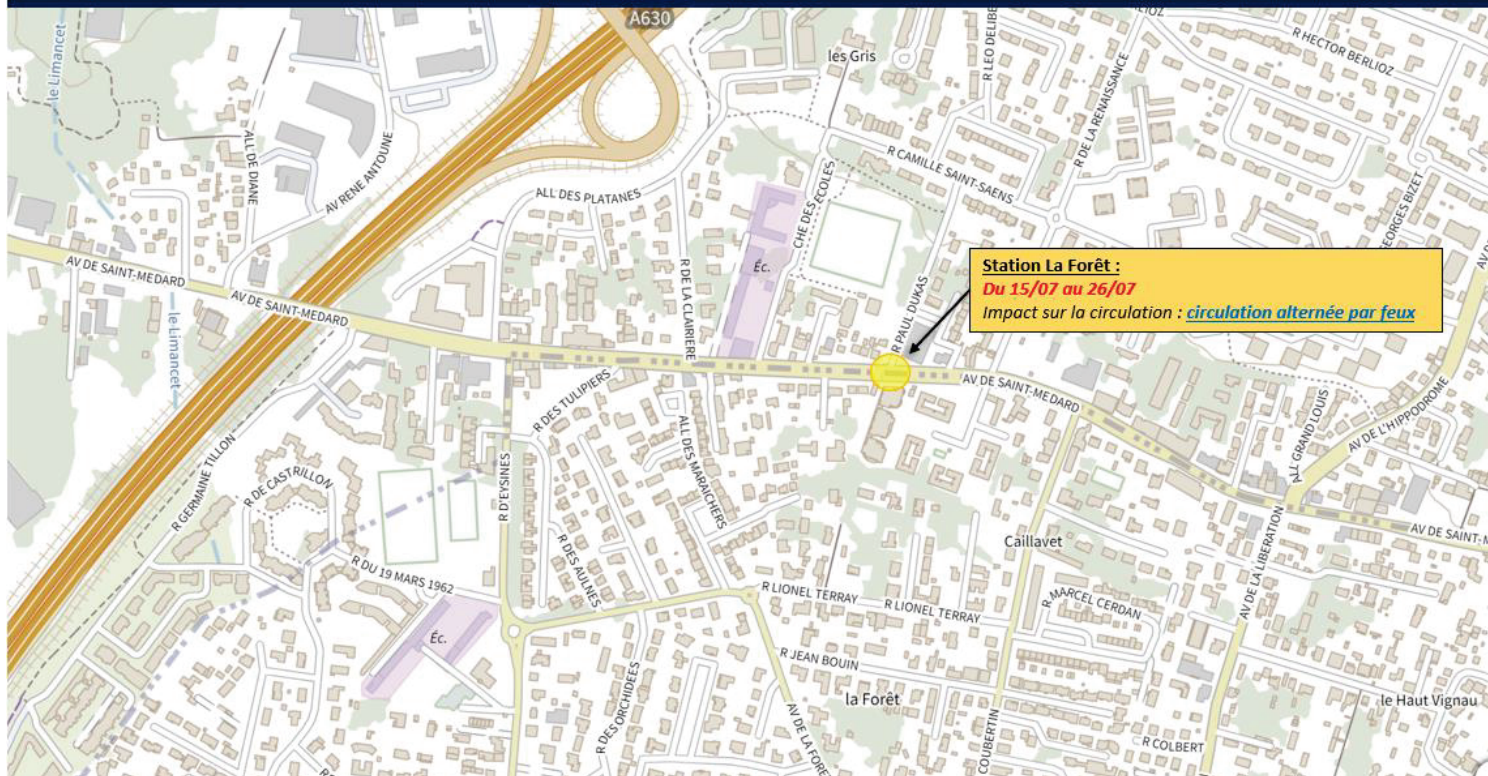 A630
le Limancet
les Gris
R LEO DELIBE
RLIOZ
R HECTOR BERLIOZ
R DE LA RENAISSANCE
ALL DE DIANE
AV RENE ANTOUNE
R CAMILLE SAINT-SAENS
ALL DES PLATANES
CHE DES ECOLES
GEORGES BIZET
AV D
AV DE SAINT-MEDARD
AV DE SAINT-MEDARD
le Limancet
R DE LA CLAIRIERE
Éc.
R PAUL DUKAS
Station La Forêt :
Du 15/07 au 26/07
Impact sur la circulation : circulation alternée par feux
AV DE SAINT-MEDARD
R DES TULIPIERS
ALL DES MARAICHERS
ALL GRAND LOUIS
AV DE L'HIPPODROME
R GERMAINE TILLON
R DE CASTRILLON
R D'EYSINES
AV DE SAINT-M
Caillavet
R DES AULNES
R DU 19 MARS 1962
R LIONEL TERRAY
R LIONEL TERRAY
R MARCEL CERDAN
AV DE LA LIBERATION
Éc.
R JEAN BOUIN
R DES ORCHIDEES
la Forêt
le Haut Vignau
AV DE LA FORE
COUBERTIN
R COLBERT